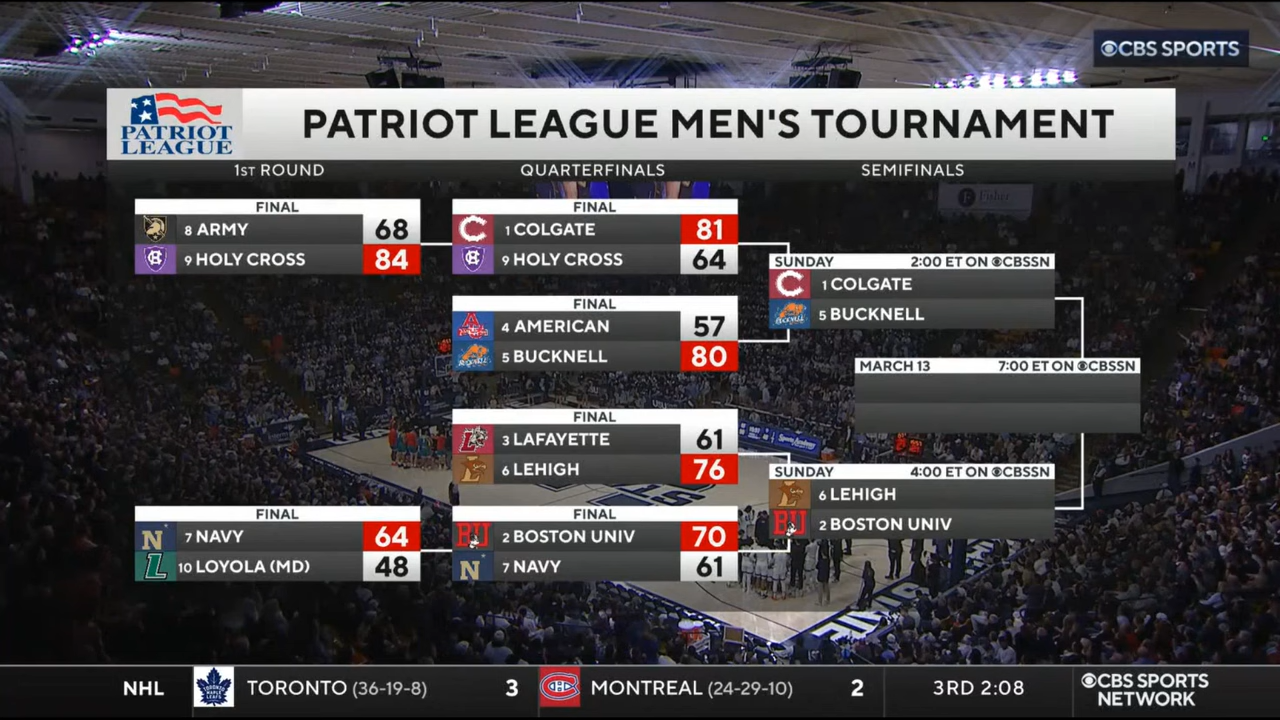 CBS SPORTS
PATRIOT LEAGUE
PATRIOT LEAGUE MEN'S TOURNAMENT
1ST ROUND
QUARTERFINALS
SEMIFINALS
FINAL
8 ARMY 68
9 HOLY CROSS 84
FINAL
7 NAVY 64
10 LOYOLA (MD) 48
FINAL
1 COLGATE 81
9 HOLY CROSS 64
FINAL
4 AMERICAN 57
5 BUCKNELL 80
FINAL
3 LAFAYETTE 61
6 LEHIGH 76
FINAL
BU 2 BOSTON UNIV 70
7 NAVY 61
SUNDAY 2:00 ET ON CBSSN
1 COLGATE
5 BUCKNELL
MARCH 13 7:00 ET ON CBSSN
SUNDAY 4:00 ET ON CBSSN
6 LEHIGH
BU 2 BOSTON UNIV
NHL TORONTO (36-19-8) 3 MONTREAL (24-29-10) 2 3RD 2:08
CBS SPORTS
NETWORK